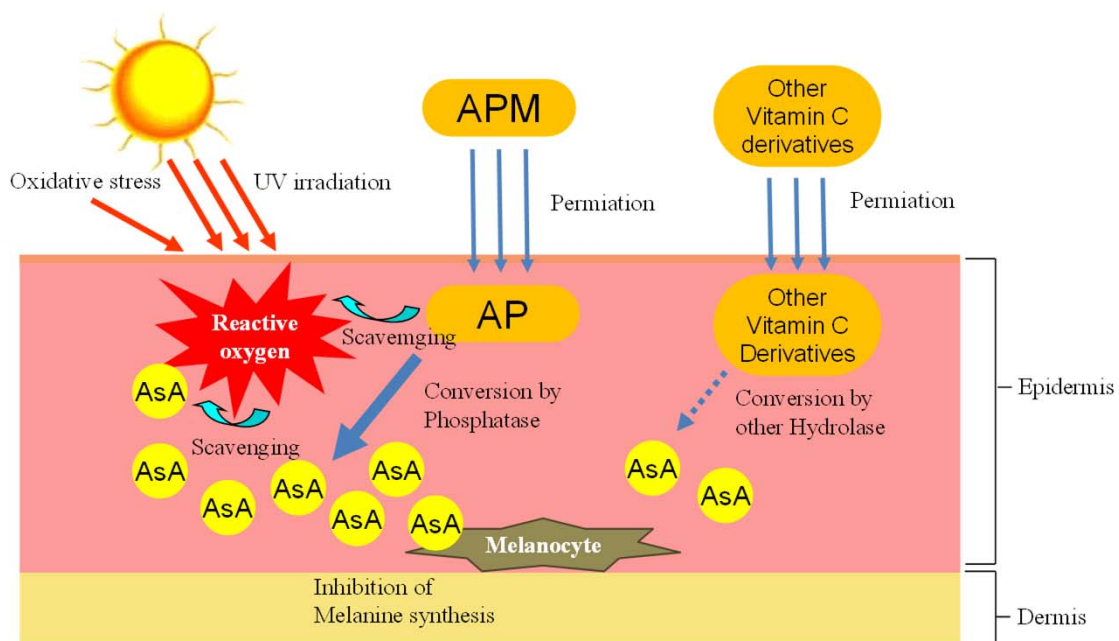 Oxidative stress
UV irradiation
APM
Permiation
Other
Vitamin C
derivatives
Permiation
Reactive
oxygen
Scavemging
AP
Other
Vitamin C
Derivatives
AsA
Scavenging
Conversion by
Phosphatase
Conversion by
other Hydrolase
Epidermis
AsA
AsA
AsA
AsA
AsA
AsA
AsA
AsA
Melanocyte
Inhibition of
Melanine synthesis
Dermis